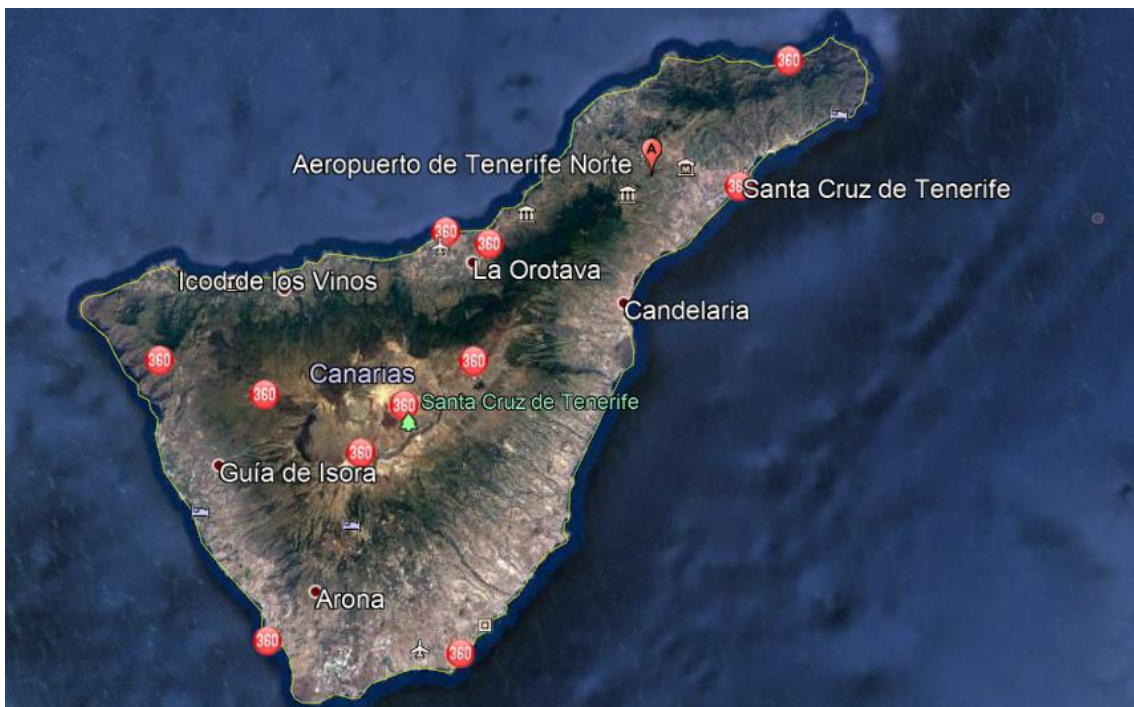 360
Aeropuerto de Tenerife Norte
A
M
360
Santa Cruz de Tenerife
360
360
La Orotava
Icod de los Vinos
Candelaria
360
360
Canarias
360
360
Santa Cruz de Tenerife
360
Guía de Isora
Arona
360
360